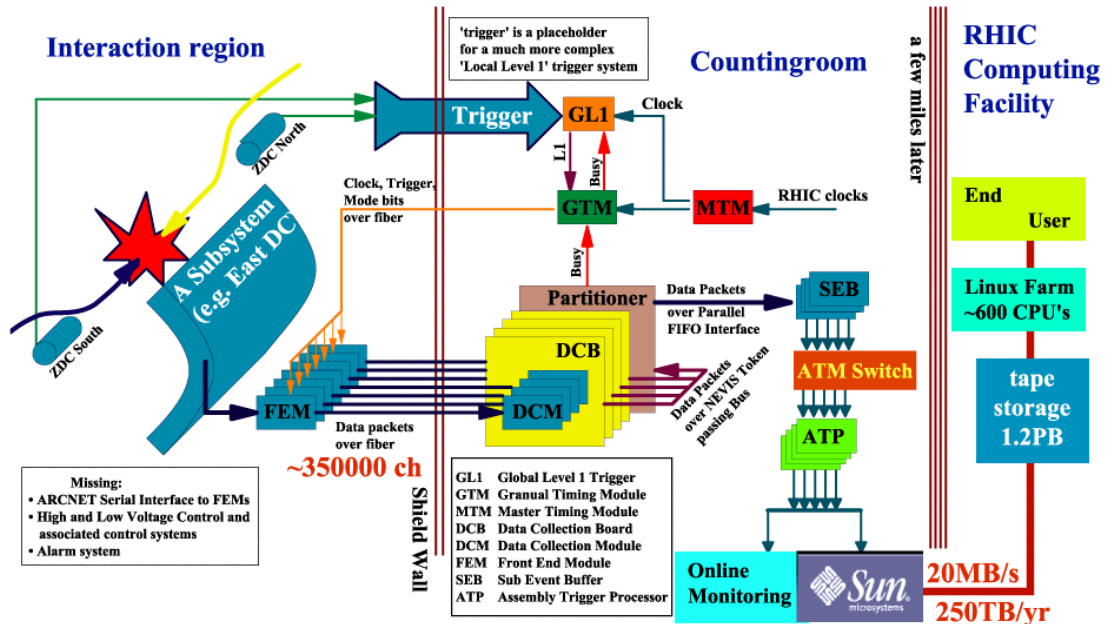 Interaction region
'trigger' is a placeholder
for a much more complex
'Local Level 1' trigger system
Countingroom
a few miles later
RHIC
Computing
Facility
ZDC North
Trigger
GL1
Clock
L1
Busy
Clock, Trigger,
Mode bits
over fiber
GTM
MTM
RHIC clocks
Busy
A Subsystem
(e.g. East DC)
ZDC South
Partitioner
Data Packets
over Parallel
FIFO Interface
SEB
DCB
ATM Switch
FEM
DCM
Data Packets
over NEVIS Token
passing Bus
Data packets
over fiber
ATP
~350000 ch
End
User
Linux Farm
~600 CPU's
tape
storage
1.2PB
Missing:
• ARCNET Serial Interface to FEMs
• High and Low Voltage Control and
associated control systems
• Alarm system
Shield Wall
GL1 Global Level 1 Trigger
GTM Granual Timing Module
MTM Master Timing Module
DCB Data Collection Board
DCM Data Collection Module
FEM Front End Module
SEB Sub Event Buffer
ATP Assembly Trigger Processor
Online
Monitoring
Sun
microsystems
20MB/s
250TB/yr